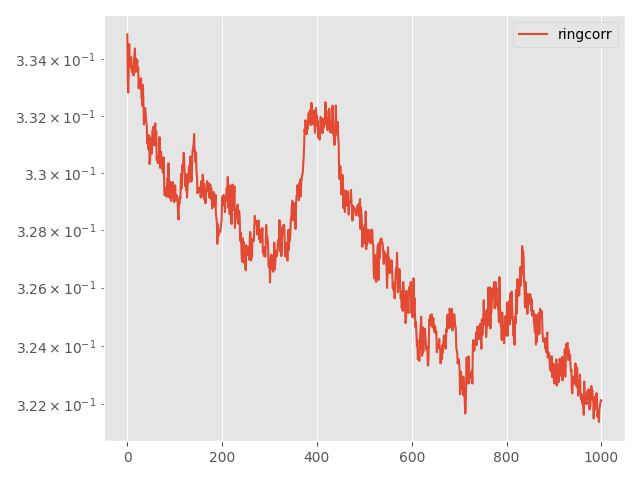 ringcorr
3.34 × 10⁻¹
3.32 × 10⁻¹
3.3 × 10⁻¹
3.28 × 10⁻¹
3.26 × 10⁻¹
3.24 × 10⁻¹
3.22 × 10⁻¹
0 200 400 600 800 1000